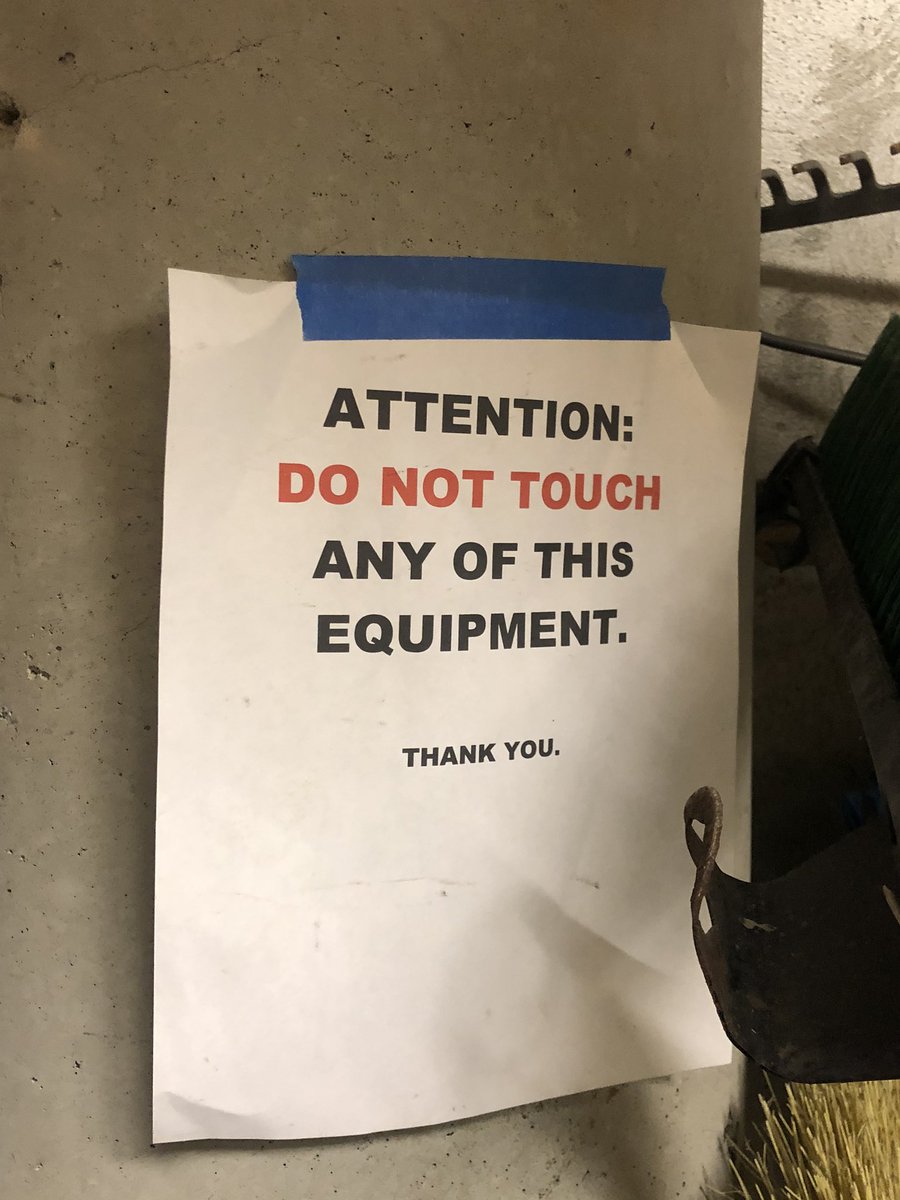 ATTENTION:
DO NOT TOUCH
ANY OF THIS
EQUIPMENT.
THANK YOU.